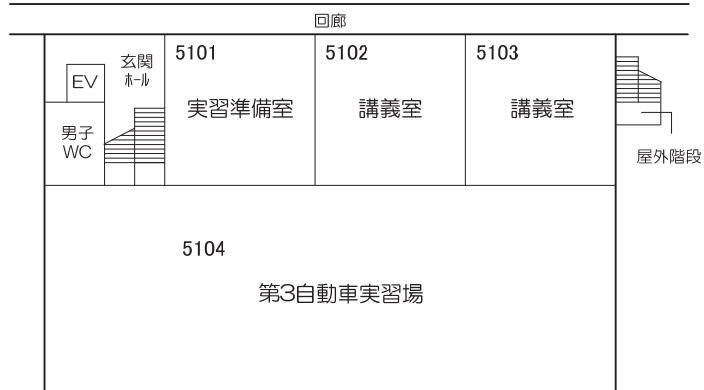 回廊
玄関
ホール
EV
男子
WC
5101
実習準備室
5102
講義室
5103
講義室
屋外階段
5104
第3自動車実習場